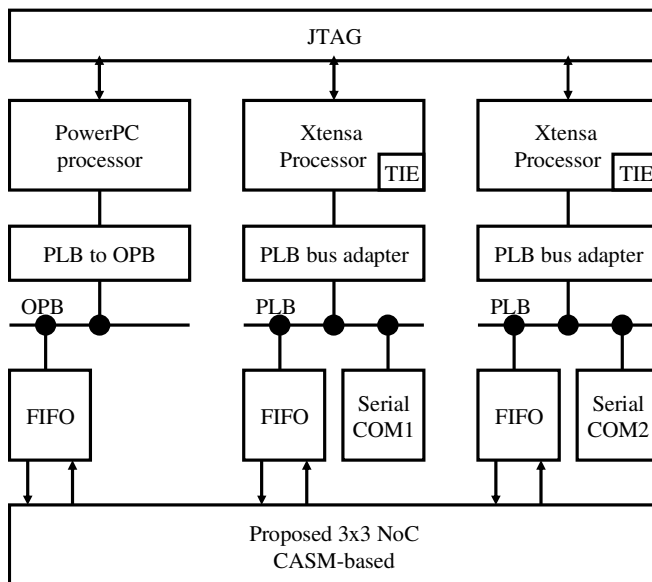 JTAG
PowerPC
processor
Xtensa
Processor
TIE
Xtensa
Processor
TIE
PLB to OPB
PLB bus adapter
PLB bus adapter
OPB
PLB
PLB
FIFO
FIFO
Serial
COM1
FIFO
Serial
COM2
Proposed 3x3 NoC
CASM-based